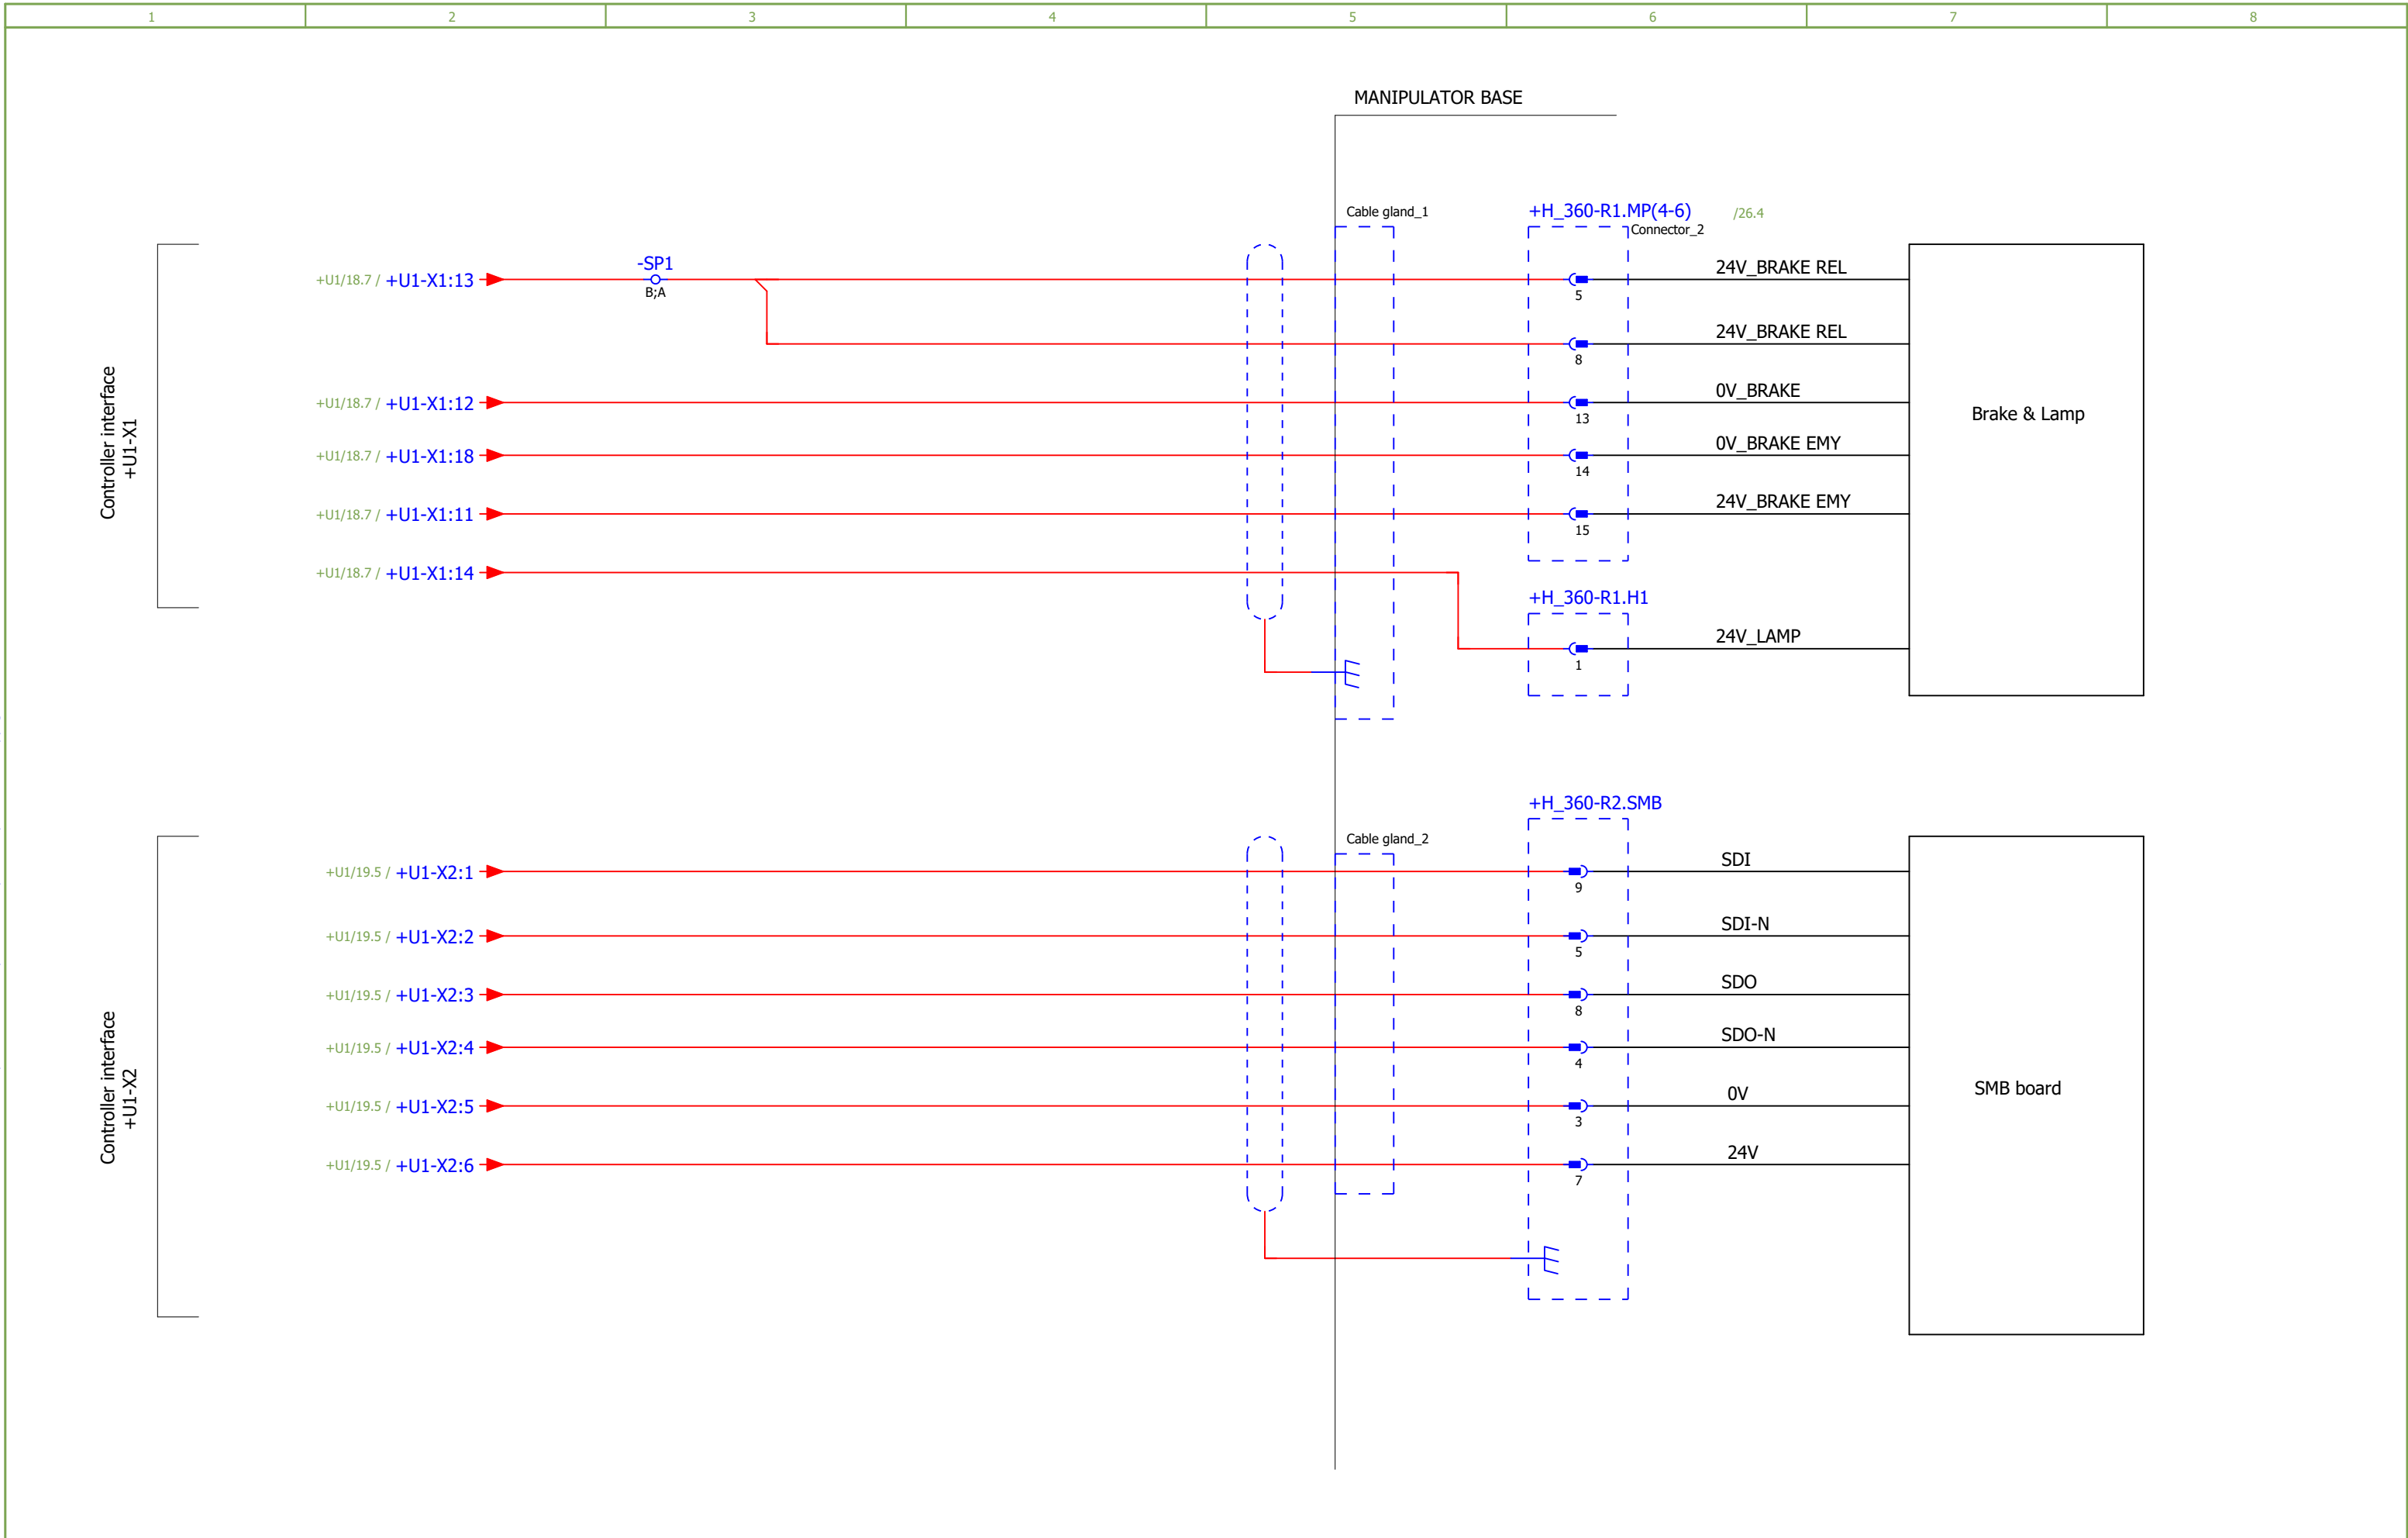 1 2 3 4 5 6 7 8
MANIPULATOR BASE
Cable gland_1
+H_360-R1.MP(4-6) /26.4
Connector_2
Controller interface
+U1-X1
+U1/18.7 / +U1-X1:13
-SP1
B;A
5
24V_BRAKE REL
8
24V_BRAKE REL
+U1/18.7 / +U1-X1:12
13
0V_BRAKE
Brake & Lamp
+U1/18.7 / +U1-X1:18
14
0V_BRAKE EMY
+U1/18.7 / +U1-X1:11
15
24V_BRAKE EMY
+U1/18.7 / +U1-X1:14
+H_360-R1.H1
1
24V_LAMP
+H_360-R2.SMB
Cable gland_2
Controller interface
+U1-X2
+U1/19.5 / +U1-X2:1
9
SDI
+U1/19.5 / +U1-X2:2
5
SDI-N
+U1/19.5 / +U1-X2:3
8
SDO
+U1/19.5 / +U1-X2:4
4
SDO-N
SMB board
+U1/19.5 / +U1-X2:5
3
0V
+U1/19.5 / +U1-X2:6
7
24V